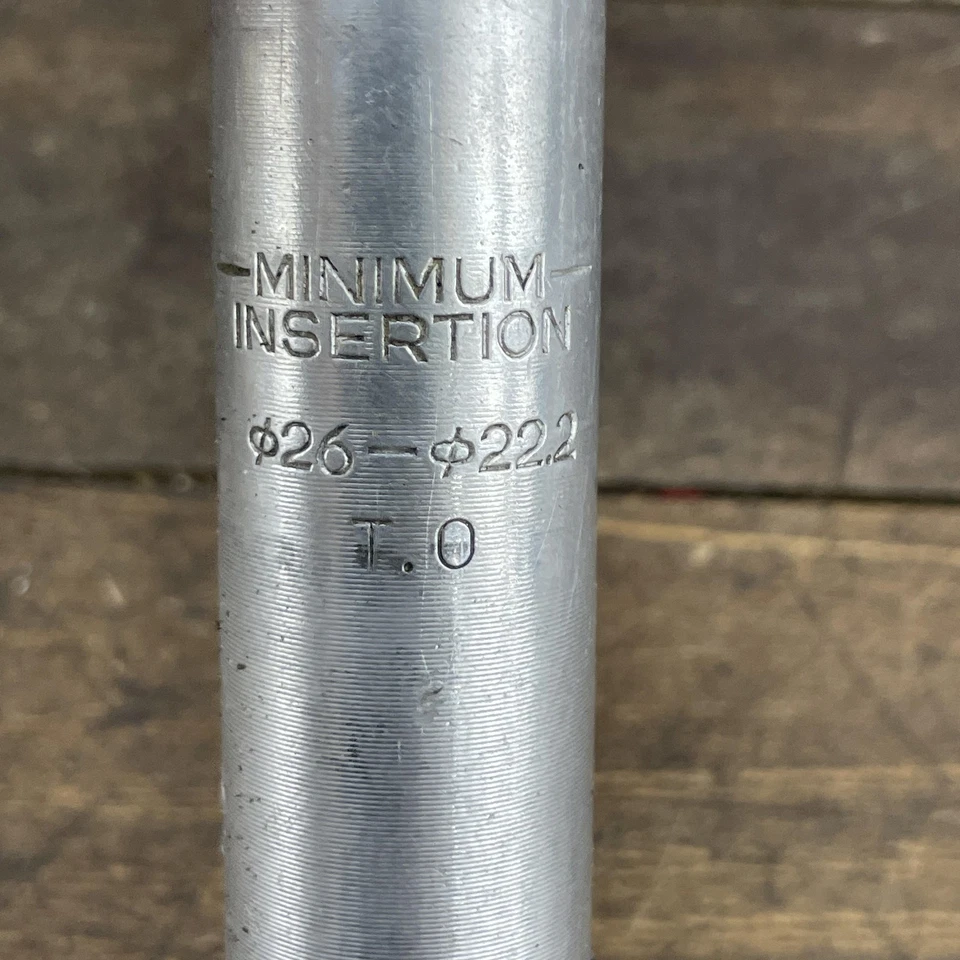 -MINIMUM-
INSERTION
φ26-φ22.2
T.O